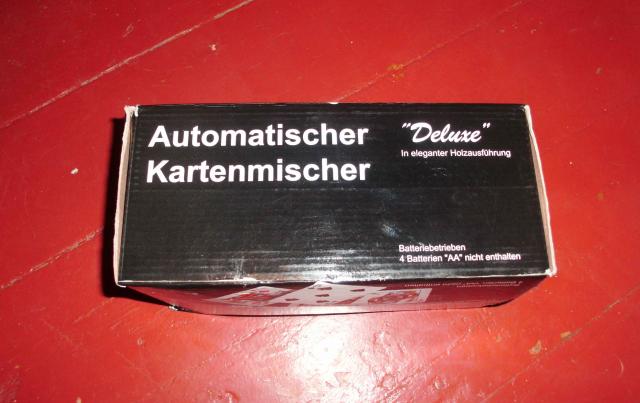 Automatischer
Kartenmischer
"Deluxe"
In eleganter Holzausführung
Batteriebetrieben
4 Batterien "AA" nicht enthalten